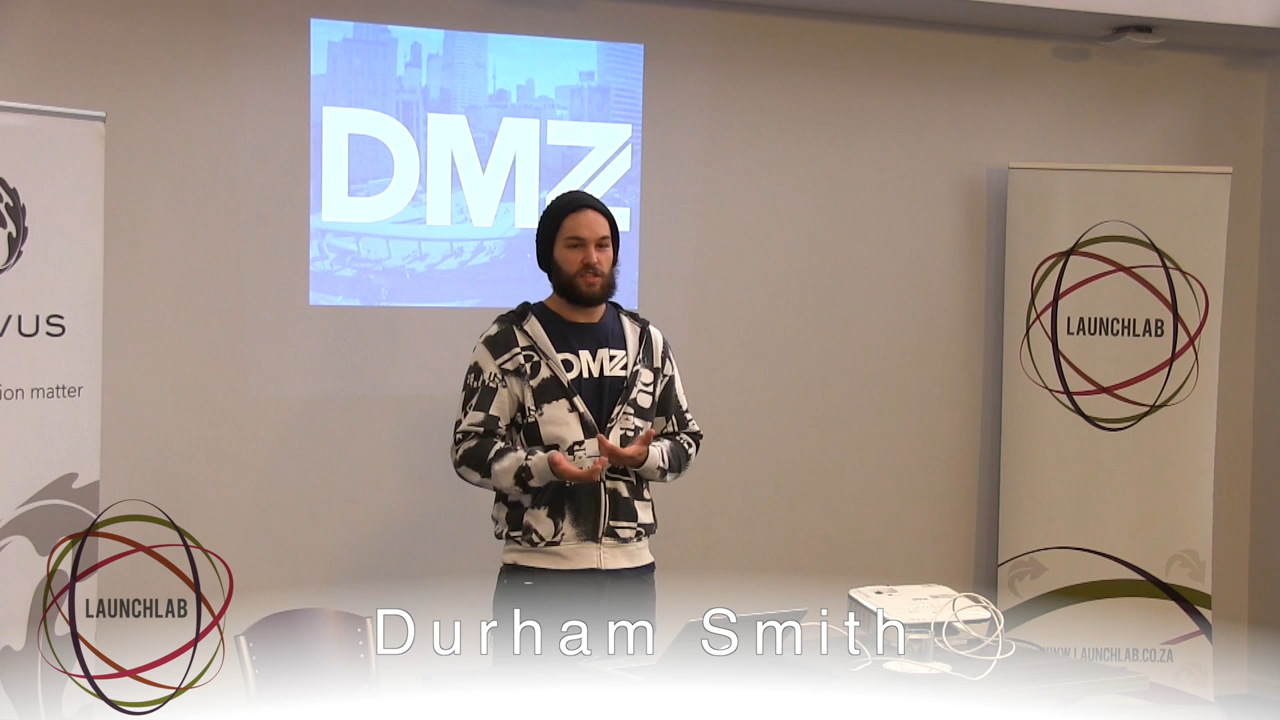 DMZ
DMZ
VUS
ion matter
LAUNCHLAB
WWW.LAUNCHLAB.CO.ZA
LAUNCHLAB
Durham Smith